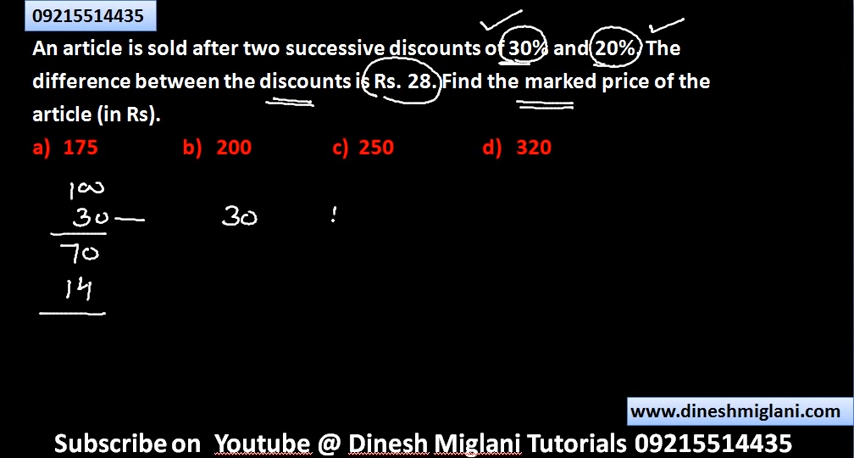 09215514435
An article is sold after two successive discounts of 30% and 20%. The
difference between the discounts is Rs. 28. Find the marked price of the
article (in Rs).
a) 175 b) 200 c) 250 d) 320
100
30 — 30
70
14
www.dineshmiglani.com
Subscribe on Youtube @ Dinesh Miglani Tutorials 09215514435